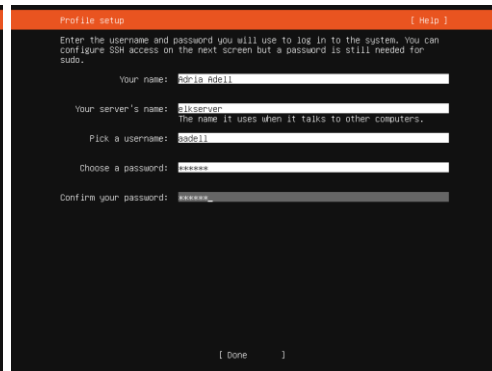 Profile setup [ Help ]
Enter the username and password you will use to log in to the system. You can
configure SSH access on the next screen but a password is still needed for
sudo.
Your name: Adria Adell
Your server's name: elkserver
The name it uses when it talks to other computers.
Pick a username: aadell
Choose a password: ******
Confirm your password: ******_
[ Done ]